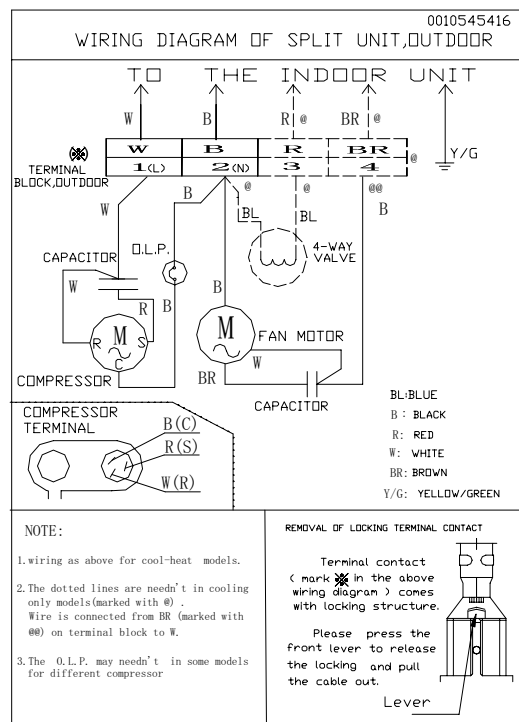 0010545416
WIRING DIAGRAM OF SPLIT UNIT,OUTDOOR
TO THE INDOOR UNIT
W B R @ BR @
Y/G
W B R BR
1(L) 2(N) 3 4 @
TERMINAL
BLOCK,OUTDOOR
@ @ @@
W B BL BL B
CAPACITOR
O.L.P.
4-WAY
VALVE
W R B B
R M S
C
M
FAN MOTOR
W
COMPRESSOR
BR
CAPACITOR
COMPRESSOR
TERMINAL
B(C)
R(S)
W(R)
BL:BLUE
B : BLACK
R: RED
W: WHITE
BR: BROWN
Y/G: YELLOW/GREEN
NOTE:
1.wiring as above for cool-heat models.
2.The dotted lines are needn't in cooling
only models(marked with @) .
Wire is connected from BR (marked with
@@) on terminal block to W.
3.The O.L.P. may needn't in some models
for different compressor
REMOVAL OF LOCKING TERMINAL CONTACT
Terminal contact
( mark ※ in the above
wiring diagram ) comes
with locking structure.
Please press the
front lever to release
the locking and pull
the cable out.
Lever